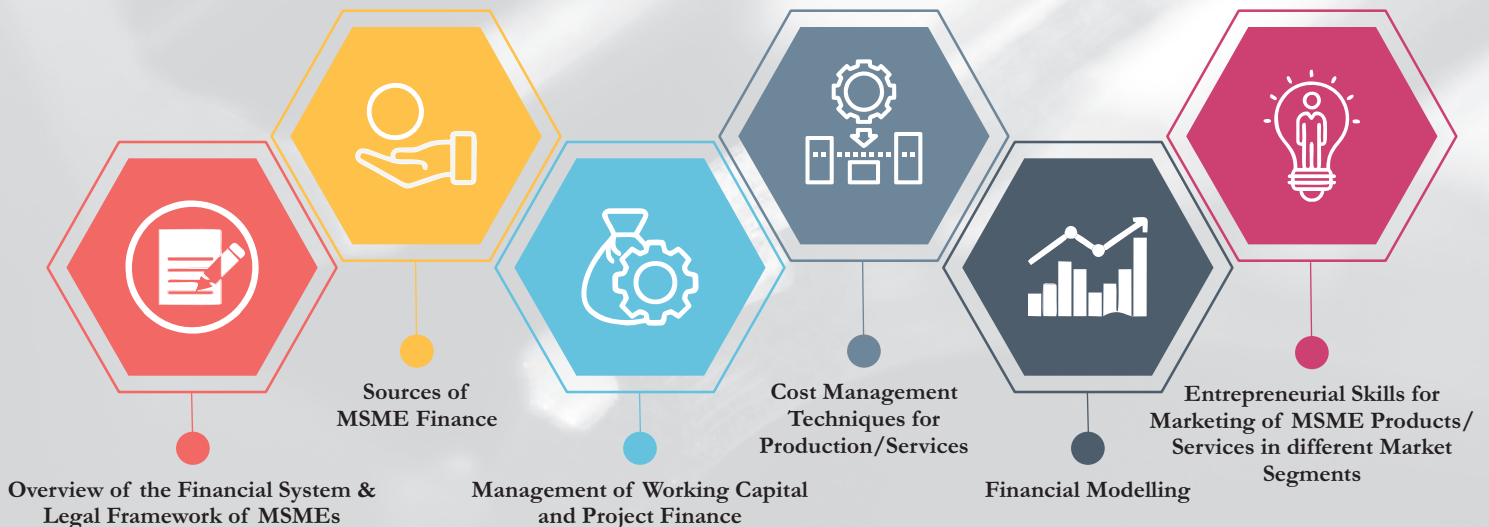 Overview of the Financial System &
Legal Framework of MSMEs
Sources of
MSME Finance
Management of Working Capital
and Project Finance
Cost Management
Techniques for
Production/Services
Financial Modelling
Entrepreneurial Skills for
Marketing of MSME Products/
Services in different Market
Segments